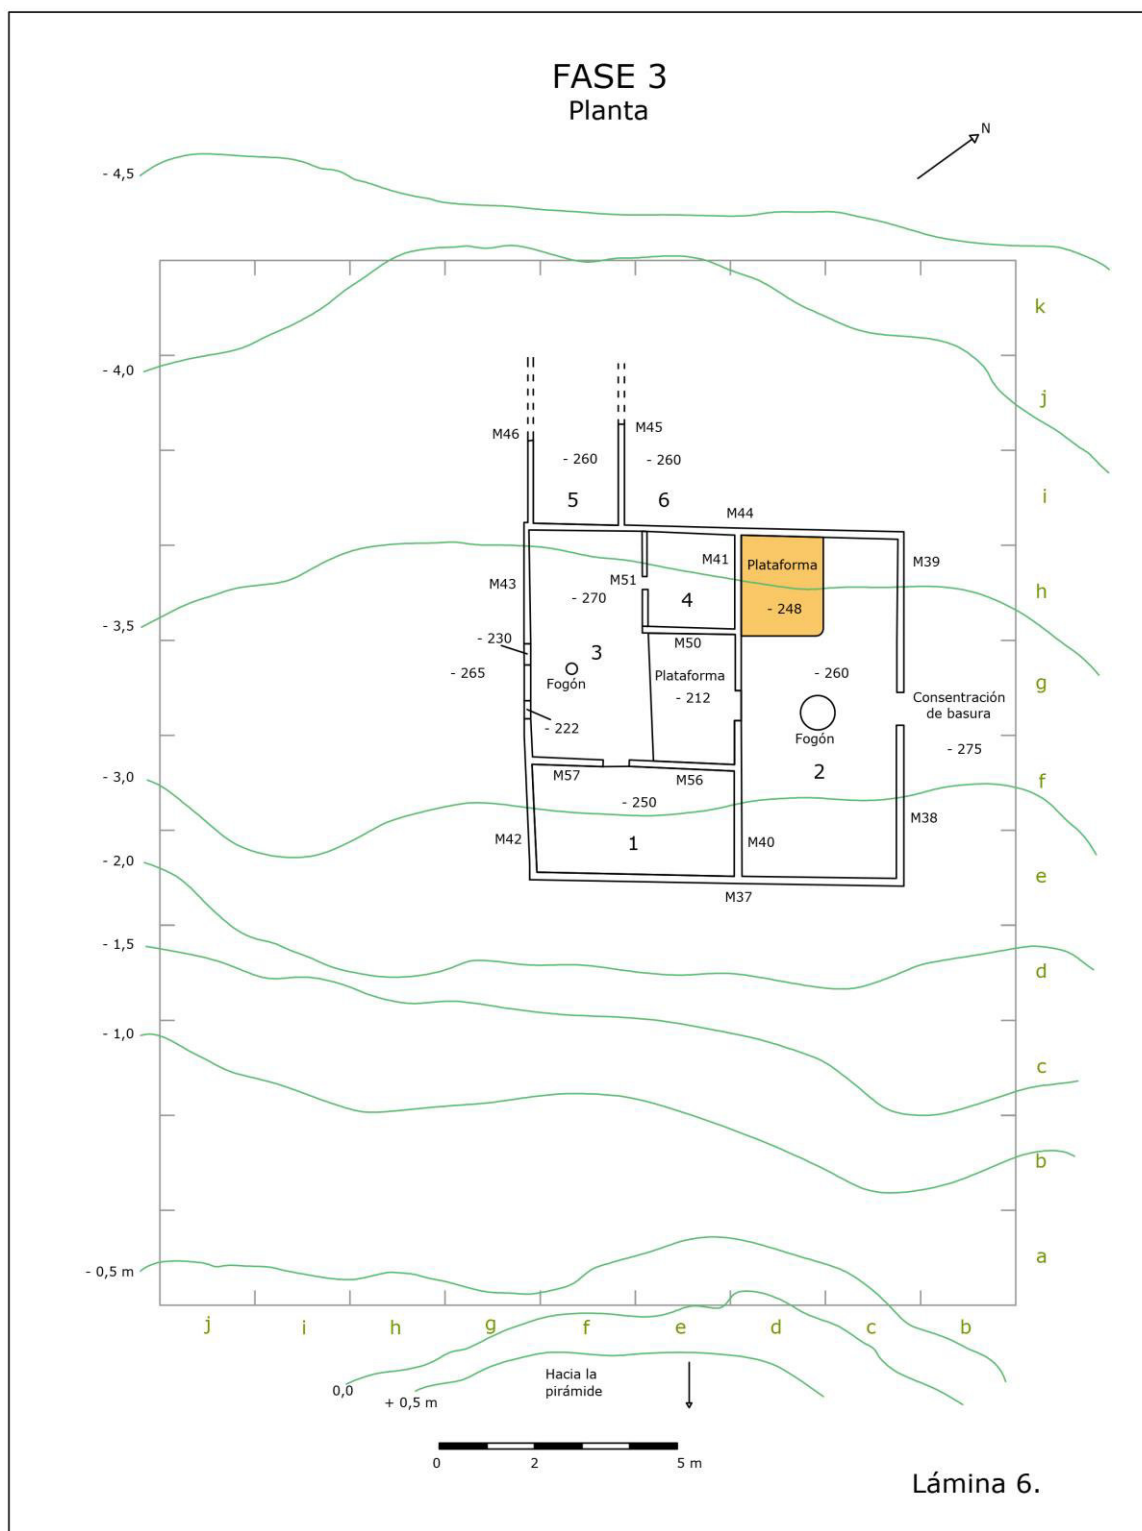 FASE 3
Planta
N
- 4,5
k
- 4,0
j
M46
M45
- 260
- 260
i
5
6
M44
M41
Plataforma
M39
M43
M51
h
- 270
4
- 248
- 3,5
- 230
M50
3
- 265
Plataforma
- 260
g
Fogón
- 212
Consentración
de basura
- 222
Fogón
- 275
- 3,0
M57
M56
2
f
- 250
M38
M42
1
M40
- 2,0
e
M37
- 1,5
d
- 1,0
c
b
a
- 0,5 m
j
i
h
g
f
e
d
c
b
Hacia la
pirámide
0,0
+ 0,5 m
0
2
5 m
Lámina 6.